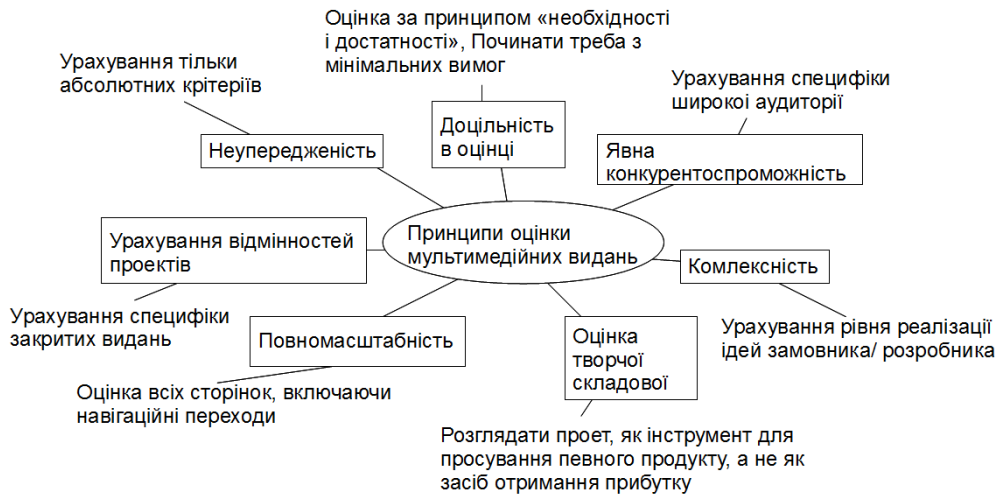 Оцінка за принципом «необхідності
і достатності», Починати треба з
мінімальних вимог
Урахування тільки
абсолютних крітеріїв
Урахування специфіки
широкоі аудиторії
Доцільність
в оцінці
Неупередженість
Явна
конкурентоспроможність
Принципи оцінки
мультимедійних видань
Урахування відмінностей
проектів
Комлексність
Урахування специфіки
закритих видань
Повномасштабність
Оцінка
творчої
складової
Урахування рівня реалізації
ідей замовника/ розробника
Оцінка всіх сторінок, включаючи
навігаційні переходи
Розглядати проет, як інструмент для
просування певного продукту, а не як
засіб отримання прибутку